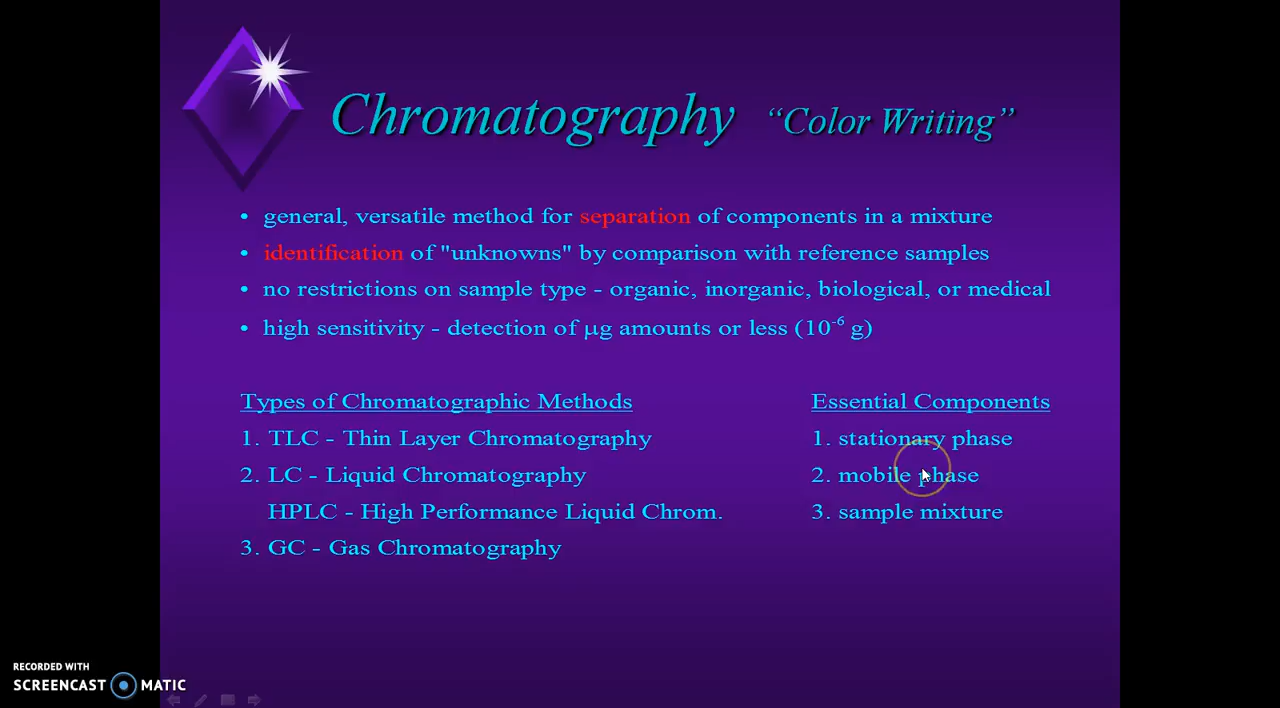 Chromatography “Color Writing”
• general, versatile method for separation of components in a mixture
• identification of "unknowns" by comparison with reference samples
• no restrictions on sample type - organic, inorganic, biological, or medical
• high sensitivity - detection of μg amounts or less (10⁻⁶ g)
Types of Chromatographic Methods
1. TLC - Thin Layer Chromatography
2. LC - Liquid Chromatography
HPLC - High Performance Liquid Chrom.
3. GC - Gas Chromatography
Essential Components
1. stationary phase
2. mobile phase
3. sample mixture
RECORDED WITH
SCREENCAST MATIC